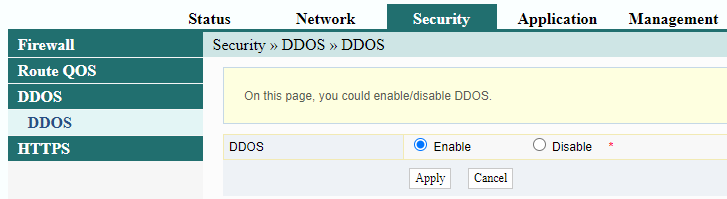 Status Network Security Application Management
Firewall
Security » DDOS » DDOS
Route QOS
DDOS
DDOS
HTTPS
On this page, you could enable/disable DDOS.
DDOS Enable Disable *
Apply Cancel